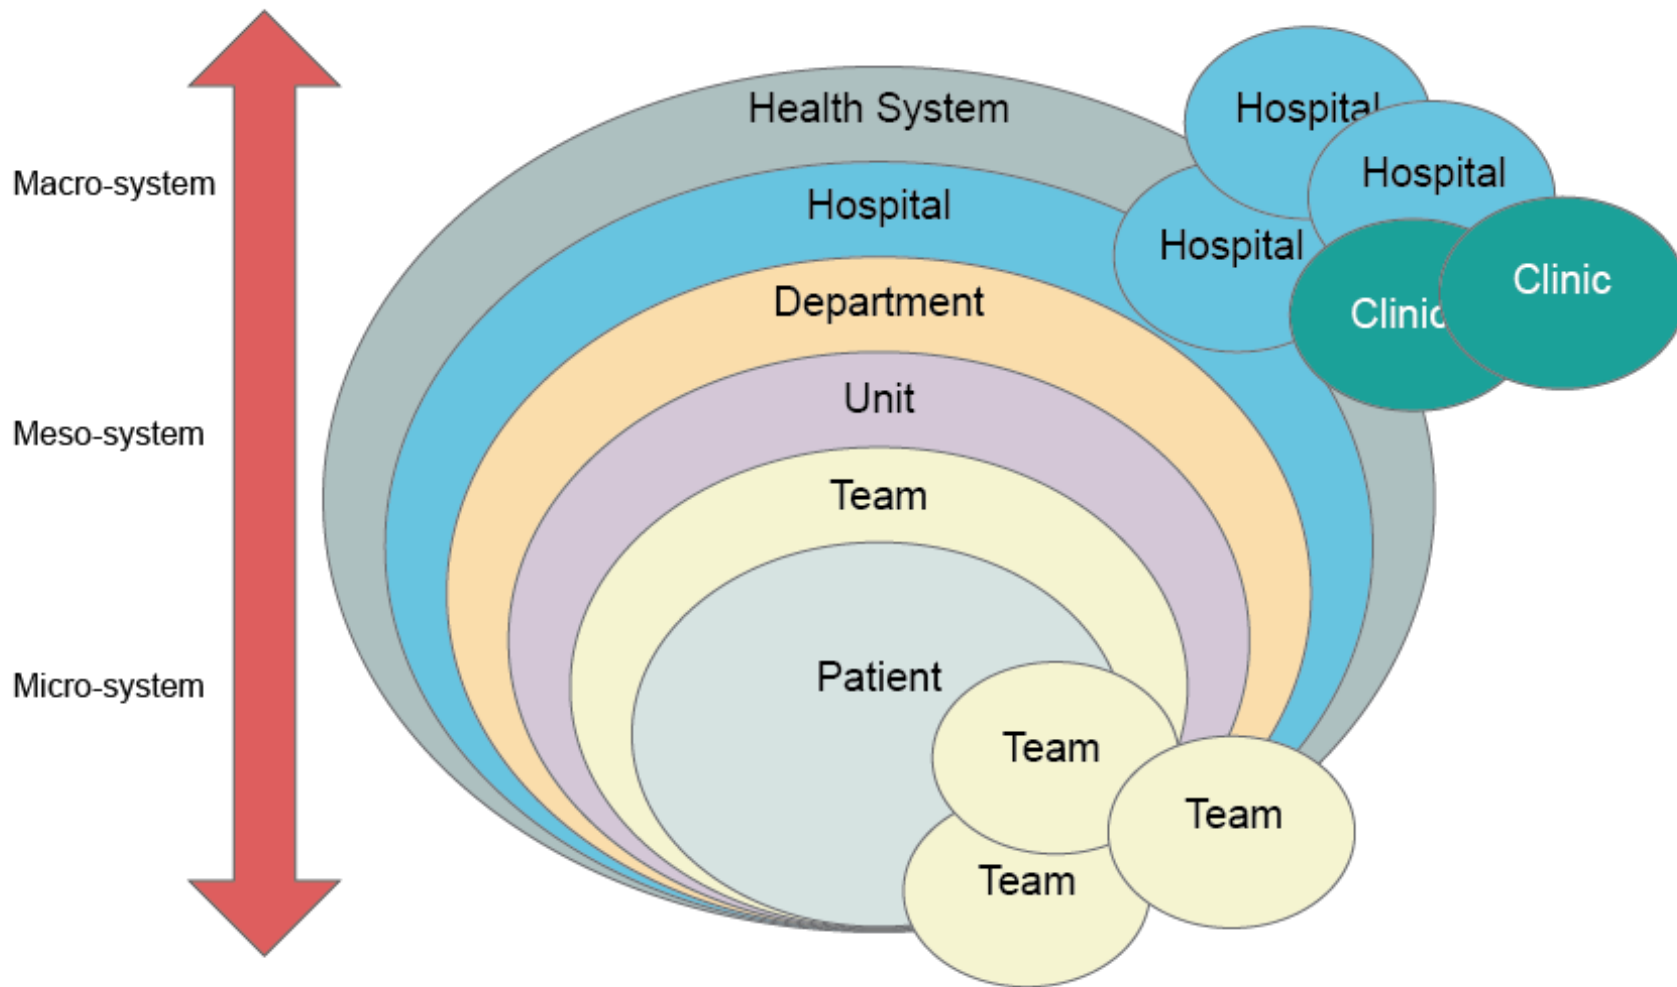 Macro-system
Meso-system
Micro-system
Health System
Hospital
Department
Unit
Team
Patient
Hospital
Hospital
Hospital
Clinic
Clinic
Team
Team
Team